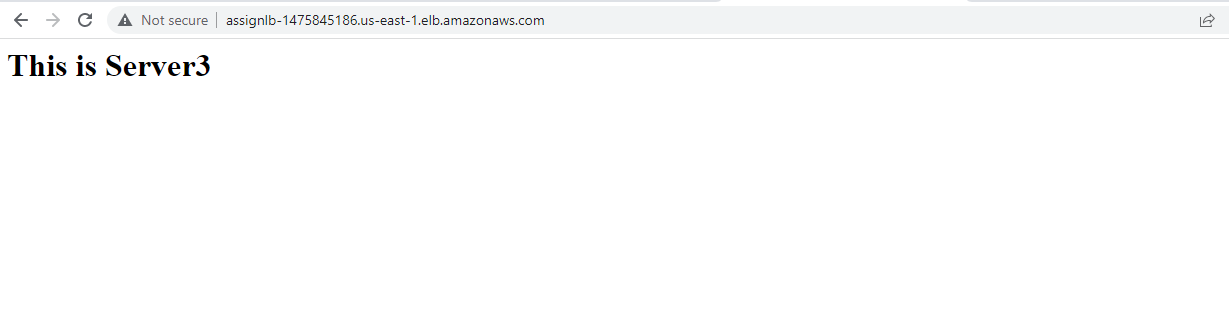 Not secure assignlb-1475845186.us-east-1.elb.amazonaws.com
This is Server3